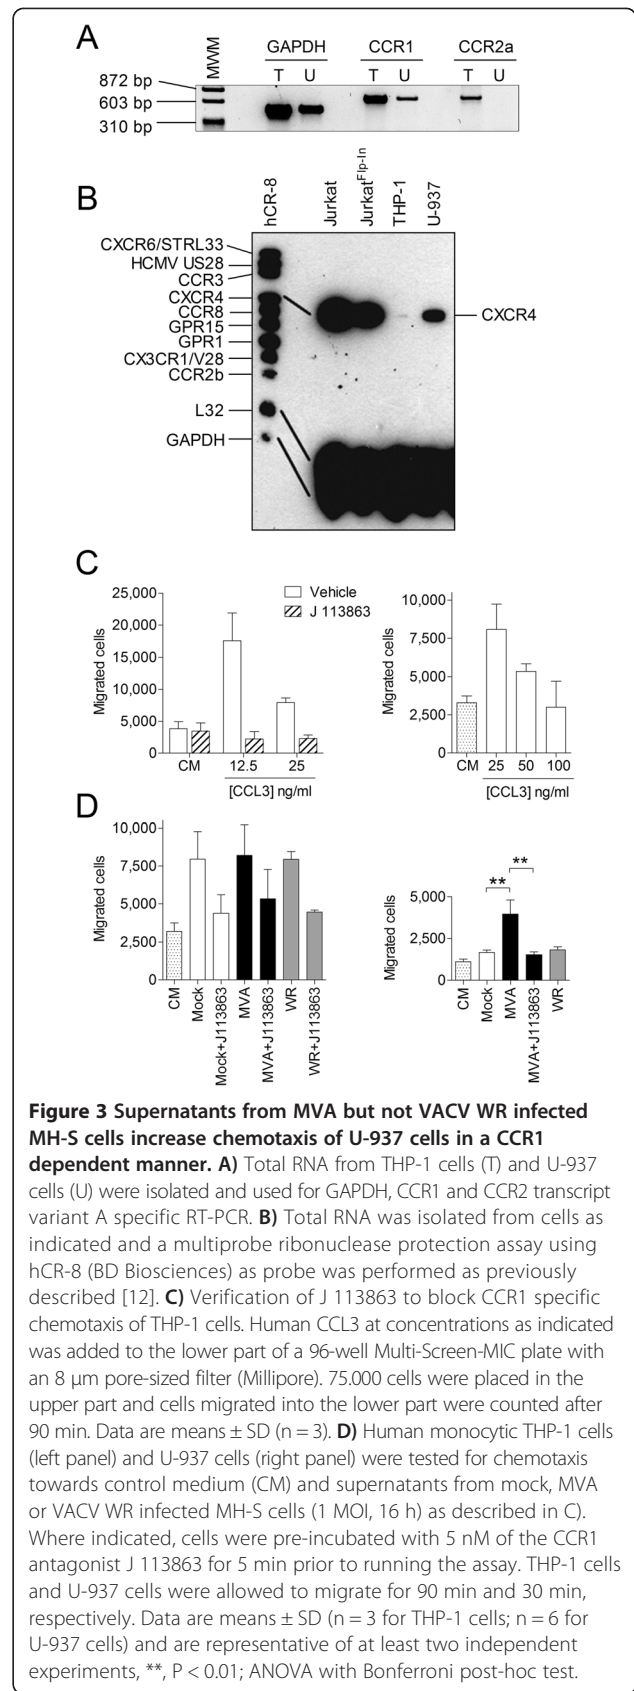 A
MWM
GAPDH CCR1 CCR2a
T U T U T U
872 bp
603 bp
310 bp
B
hCR-8
Jurkat
Jurkat^Flp-In
THP-1
U-937
CXCR6/STRL33
HCMV US28
CCR3
CXCR4
CCR8
GPR15
GPR1
CX3CR1/V28
CCR2b
L32
GAPDH
CXCR4
C
Migrated cells
25,000
20,000
15,000
10,000
5,000
0
Vehicle
J 113863
CM 12.5 25
[CCL3] ng/ml
Migrated cells
10,000
7,500
5,000
2,500
0
CM 25 50 100
[CCL3] ng/ml
D
Migrated cells
10,000
7,500
5,000
2,500
0
CM
Mock
Mock+J113863
MVA
MVA+J113863
WR
WR+J113863
Migrated cells
5,000
2,500
0
**
**
CM
Mock
MVA
MVA+J113863
WR
Figure 3 Supernatants from MVA but not VACV WR infected
MH-S cells increase chemotaxis of U-937 cells in a CCR1
dependent manner. A) Total RNA from THP-1 cells (T) and U-937
cells (U) were isolated and used for GAPDH, CCR1 and CCR2 transcript
variant A specific RT-PCR. B) Total RNA was isolated from cells as
indicated and a multiprobe ribonuclease protection assay using
hCR-8 (BD Biosciences) as probe was performed as previously
described [12]. C) Verification of J 113863 to block CCR1 specific
chemotaxis of THP-1 cells. Human CCL3 at concentrations as indicated
was added to the lower part of a 96-well Multi-Screen-MIC plate with
an 8 μm pore-sized filter (Millipore). 75.000 cells were placed in the
upper part and cells migrated into the lower part were counted after
90 min. Data are means ± SD (n = 3). D) Human monocytic THP-1 cells
(left panel) and U-937 cells (right panel) were tested for chemotaxis
towards control medium (CM) and supernatants from mock, MVA
or VACV WR infected MH-S cells (1 MOI, 16 h) as described in C).
Where indicated, cells were pre-incubated with 5 nM of the CCR1
antagonist J 113863 for 5 min prior to running the assay. THP-1 cells
and U-937 cells were allowed to migrate for 90 min and 30 min,
respectively. Data are means ± SD (n = 3 for THP-1 cells; n = 6 for
U-937 cells) and are representative of at least two independent
experiments, **, P < 0.01; ANOVA with Bonferroni post-hoc test.